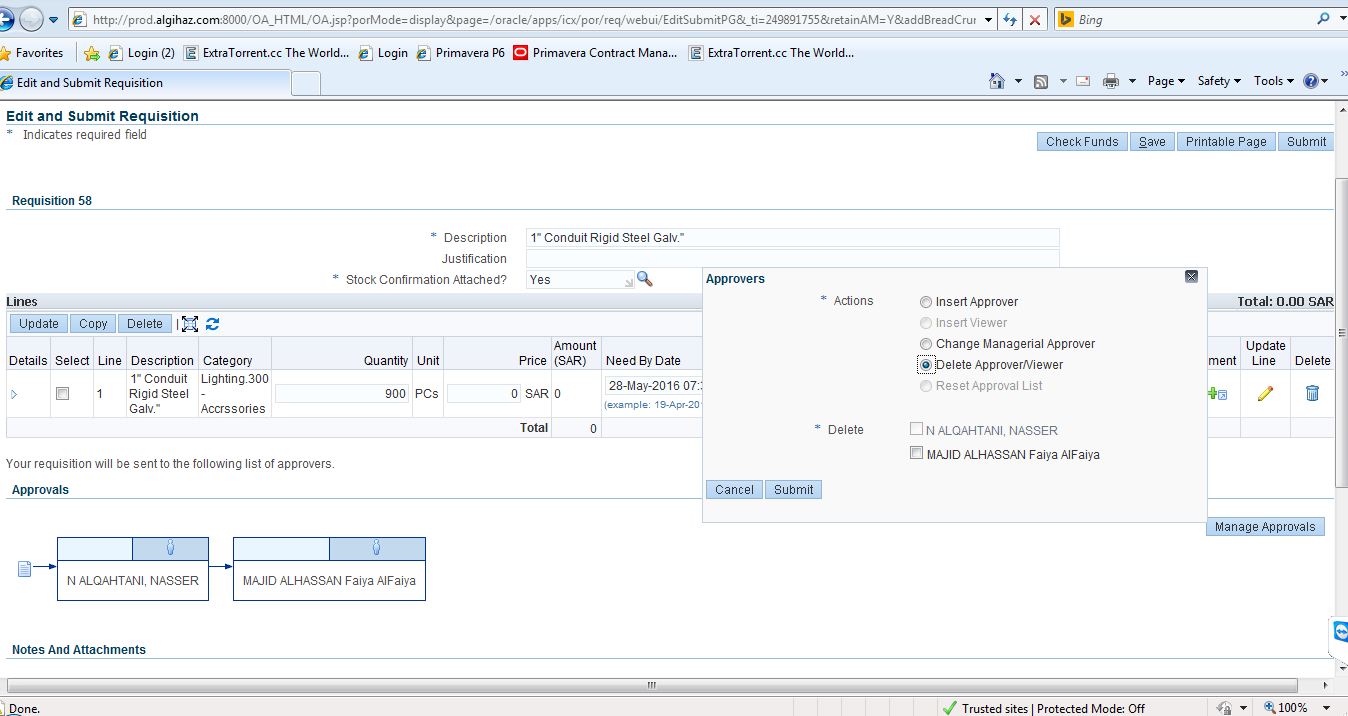 http://prod.algihaz.com:8000/OA_HTML/OA.jsp?porMode=display&page=/oracle/apps/icx/por/req/webui/EditSubmitPG&_ti=249891755&retainAM=Y&addBreadCrur
Bing
Favorites
Login (2)
ExtraTorrent.cc The World...
Login
Primavera P6
Primavera Contract Mana...
ExtraTorrent.cc The World...
Edit and Submit Requisition
Page
Safety
Tools
Edit and Submit Requisition
* Indicates required field
Check Funds
Save
Printable Page
Submit
Requisition 58
* Description
1" Conduit Rigid Steel Galv."
Justification
* Stock Confirmation Attached?
Yes
Lines
Total: 0.00 SAR
Update
Copy
Delete
Details
Select
Line
Description
Category
Quantity
Unit
Price
Amount
(SAR)
Need By Date
ment
Update
Line
Delete
1
1" Conduit
Rigid Steel
Galv."
Lighting.300
-
Accrssories
900
PCs
0 SAR
0
28-May-2016 07:
(example: 19-Apr-20
Total
0
Approvers
* Actions
Insert Approver
Insert Viewer
Change Managerial Approver
Delete Approver/Viewer
Reset Approval List
* Delete
N ALQAHTANI, NASSER
MAJID ALHASSAN Faiya AlFaiya
Cancel
Submit
Your requisition will be sent to the following list of approvers.
Approvals
Manage Approvals
N ALQAHTANI, NASSER
MAJID ALHASSAN Faiya AlFaiya
Notes And Attachments
Done.
Trusted sites | Protected Mode: Off
100%